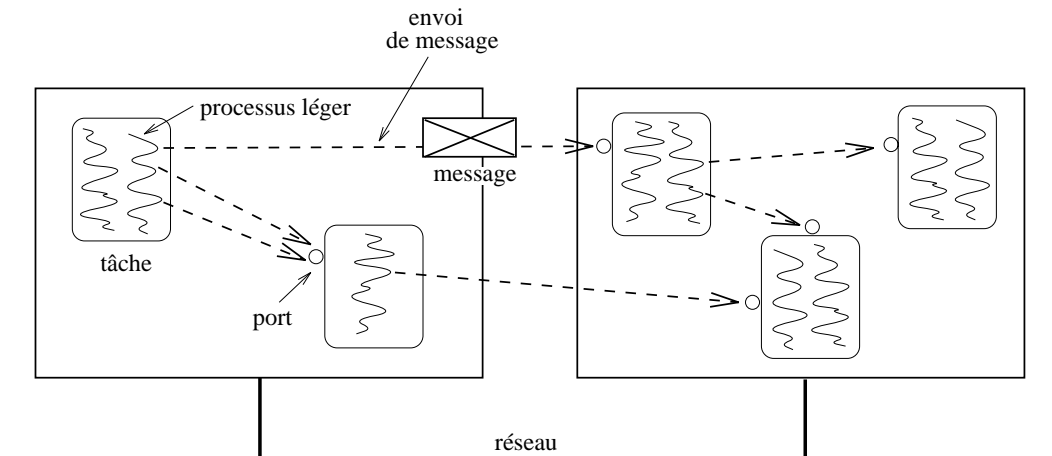 envoi
de message
processus léger
message
tâche
port
réseau